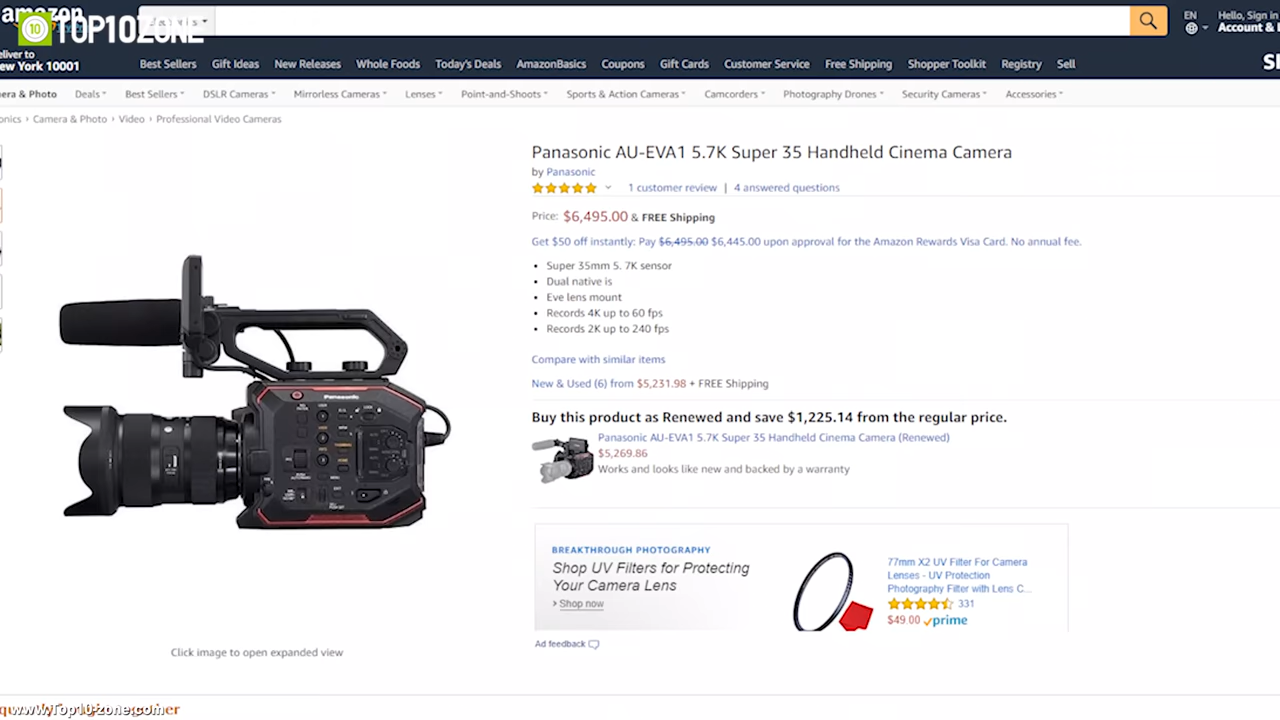 amazon
10 TOP10ZONE
EN
Hello, Sign in
Account &
eliver to
ew York 10001
Best Sellers Gift Ideas New Releases Whole Foods Today's Deals AmazonBasics Coupons Gift Cards Customer Service Free Shipping Shopper Toolkit Registry Sell
era & Photo Deals Best Sellers DSLR Cameras Mirrorless Cameras Lenses Point-and-Shoots Sports & Action Cameras Camcorders Photography Drones Security Cameras Accessories
onics › Camera & Photo › Video › Professional Video Cameras
Panasonic AU-EVA1 5.7K Super 35 Handheld Cinema Camera
by Panasonic
1 customer review | 4 answered questions
Price: $6,495.00 & FREE Shipping
Get $50 off instantly: Pay $6,495.00 $6,445.00 upon approval for the Amazon Rewards Visa Card. No annual fee.
• Super 35mm 5. 7K sensor
• Dual native is
• Eve lens mount
• Records 4K up to 60 fps
• Records 2K up to 240 fps
Compare with similar items
New & Used (6) from $5,231.98 + FREE Shipping
Buy this product as Renewed and save $1,225.14 from the regular price.
Panasonic AU-EVA1 5.7K Super 35 Handheld Cinema Camera (Renewed)
$5,269.86
Works and looks like new and backed by a warranty
Panasonic
BREAKTHROUGH PHOTOGRAPHY
Shop UV Filters for Protecting
Your Camera Lens
› Shop now
77mm X2 UV Filter For Camera
Lenses - UV Protection
Photography Filter with Lens C...
331
$49.00 prime
Ad feedback
Click image to open expanded view
www.Top10-zone.com